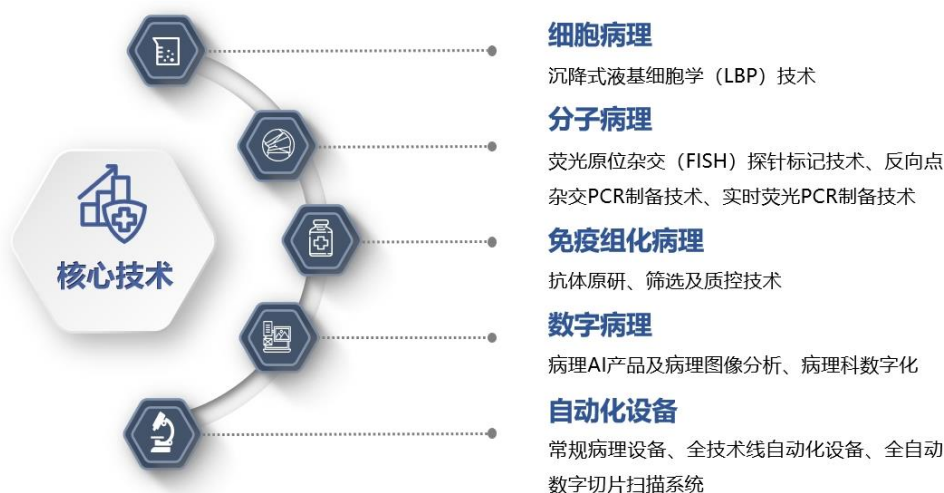 核心技术
细胞病理
沉降式液基细胞学（LBP）技术
分子病理
荧光原位杂交（FISH）探针标记技术、反向点
杂交PCR制备技术、实时荧光PCR制备技术
免疫组化病理
抗体原研、筛选及质控技术
数字病理
病理AI产品及病理图像分析、病理科数字化
自动化设备
常规病理设备、全技术线自动化设备、全自动
数字切片扫描系统